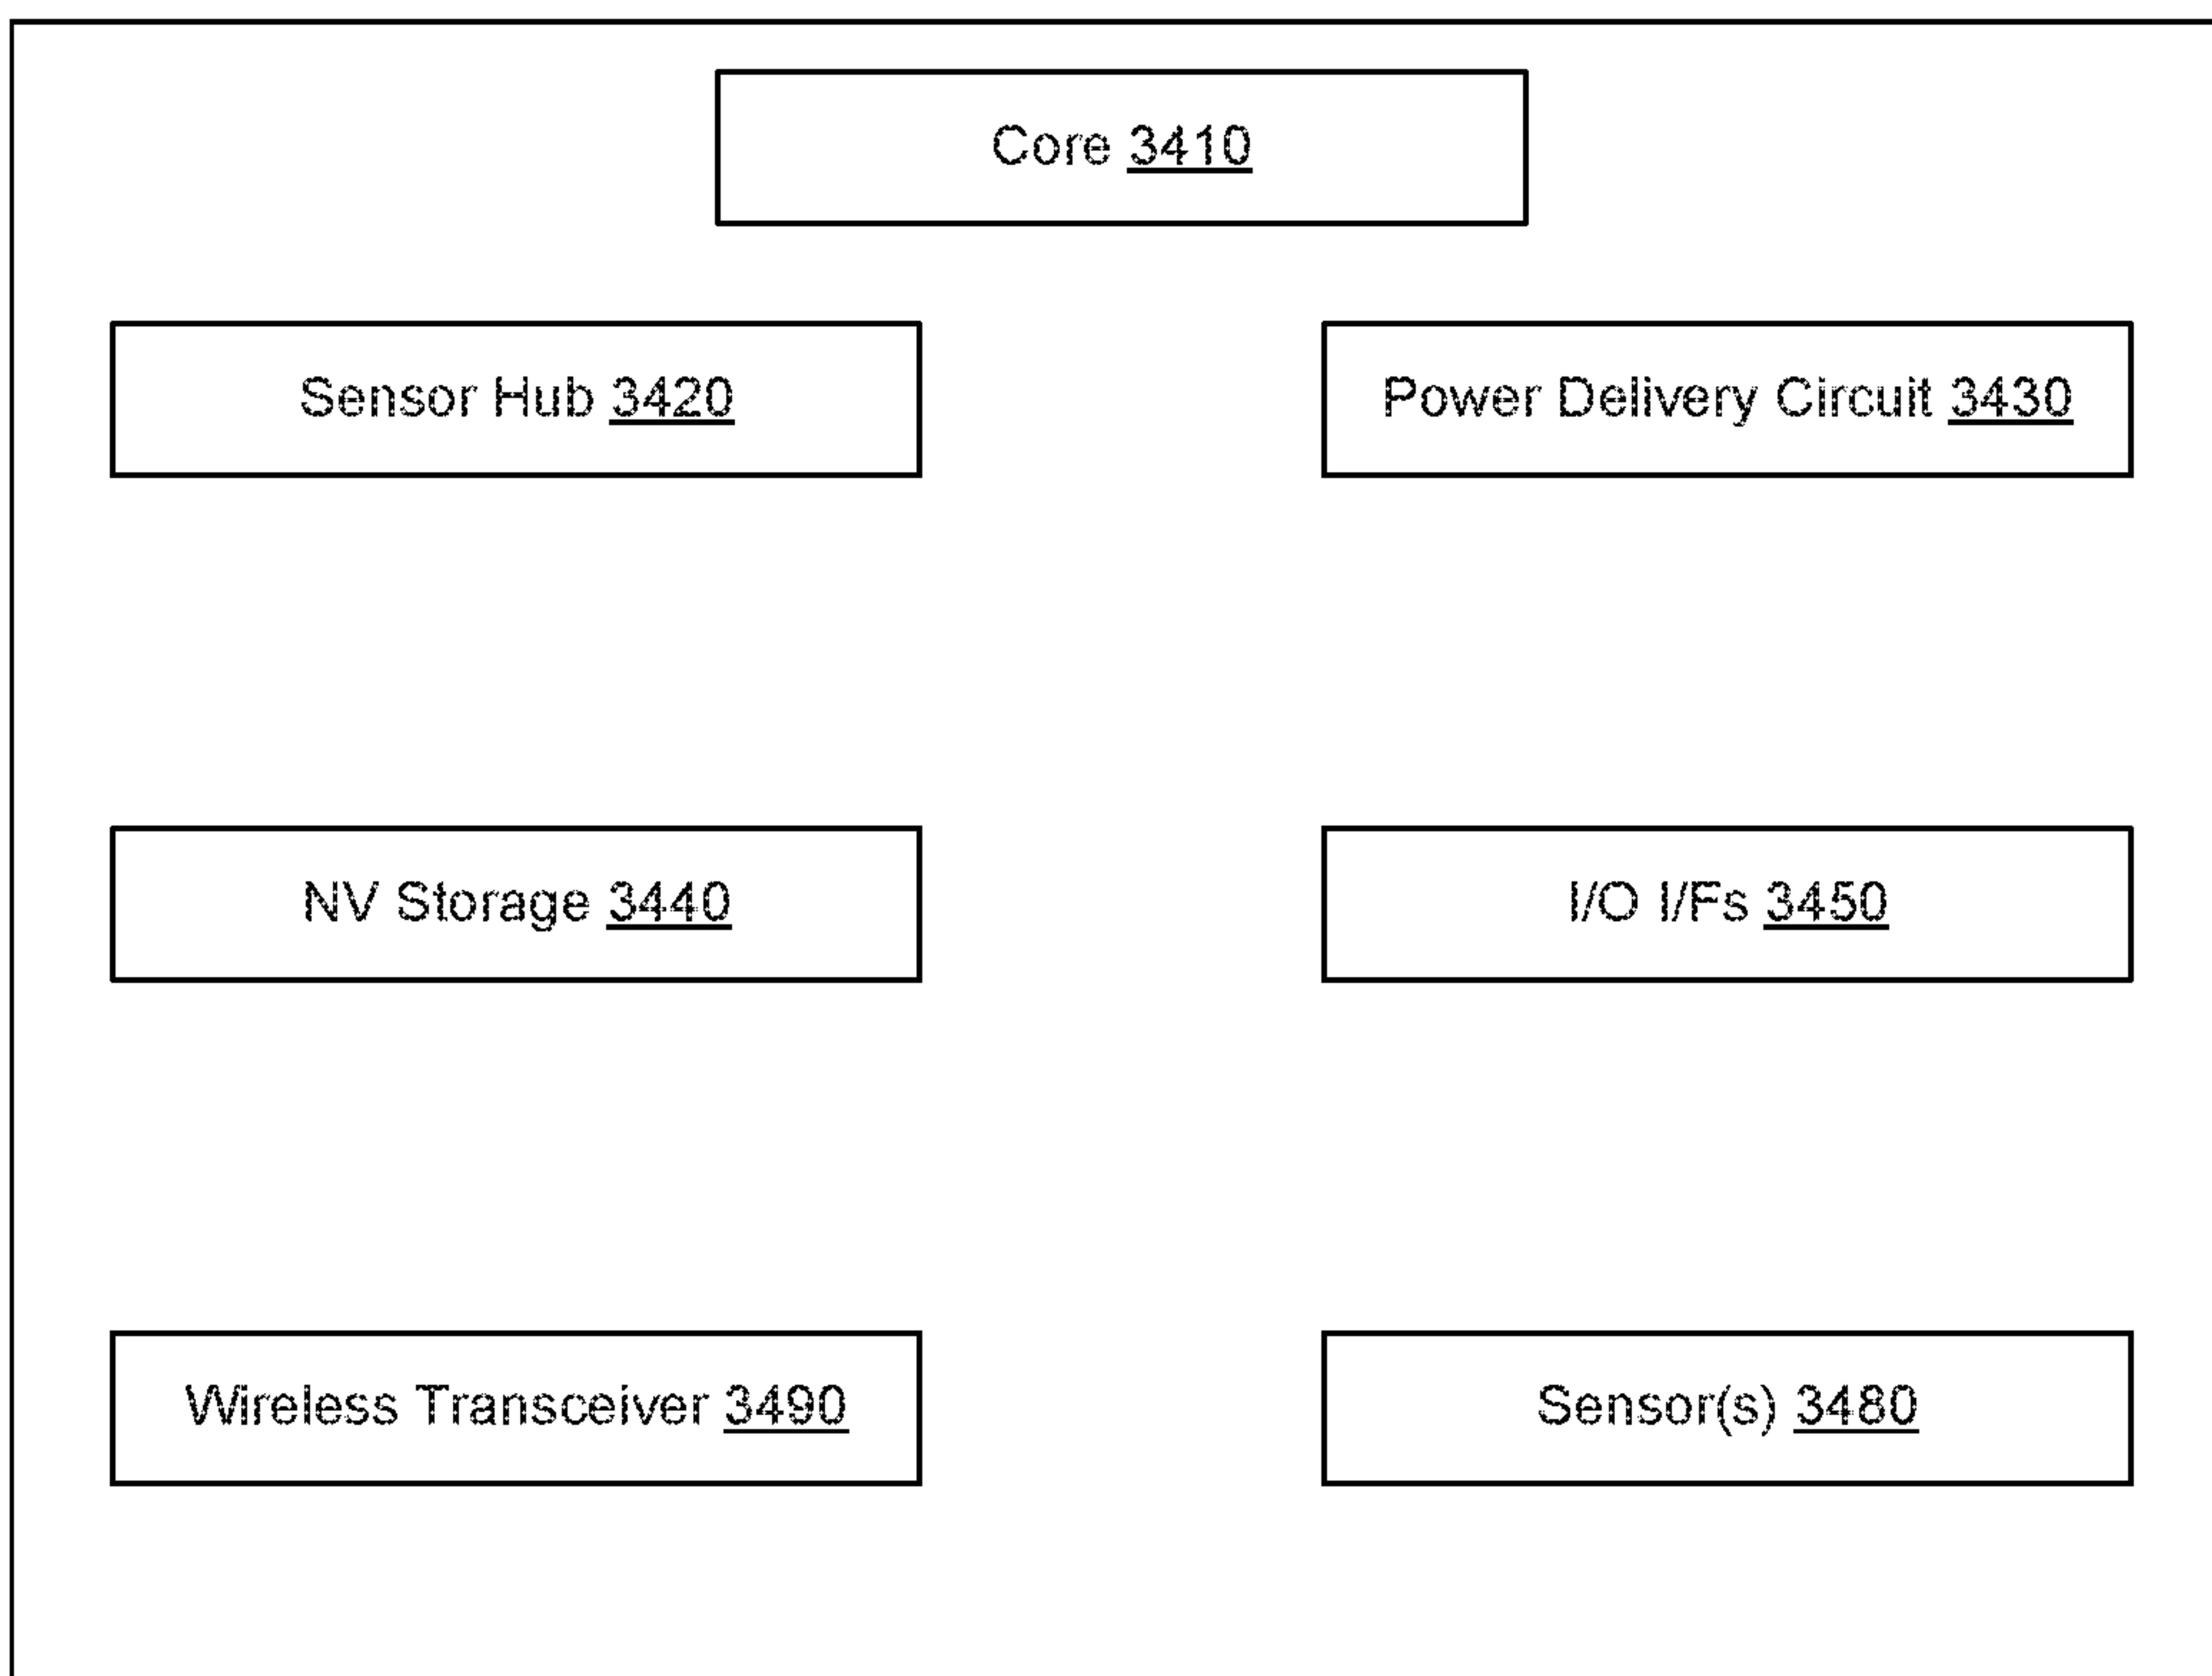 Core 3410
Sensor Hub 3420
Power Delivery Circuit 3430
NV Storage 3440
I/O I/Fs 3450
Wireless Transceiver 3490
Sensor(s) 3480